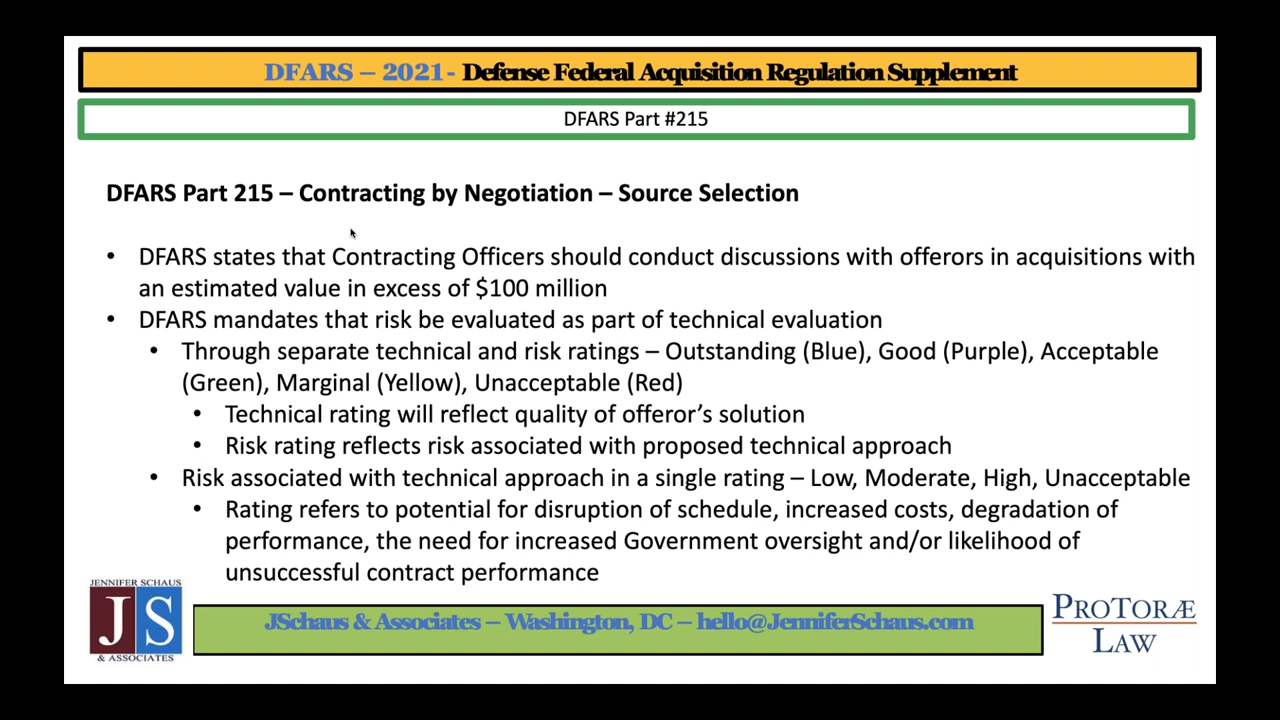 DFARS – 2021- Defense Federal Acquisition Regulation Supplement
DFARS Part #215
DFARS Part 215 – Contracting by Negotiation – Source Selection
• DFARS states that Contracting Officers should conduct discussions with offerors in acquisitions with
an estimated value in excess of $100 million
• DFARS mandates that risk be evaluated as part of technical evaluation
• Through separate technical and risk ratings – Outstanding (Blue), Good (Purple), Acceptable
(Green), Marginal (Yellow), Unacceptable (Red)
• Technical rating will reflect quality of offeror’s solution
• Risk rating reflects risk associated with proposed technical approach
• Risk associated with technical approach in a single rating – Low, Moderate, High, Unacceptable
• Rating refers to potential for disruption of schedule, increased costs, degradation of
performance, the need for increased Government oversight and/or likelihood of
unsuccessful contract performance
JENNIFER SCHAUS
JS
& ASSOCIATES
JSchaus & Associates – Washington, DC – hello@JenniferSchaus.com
PROTORÆ
LAW